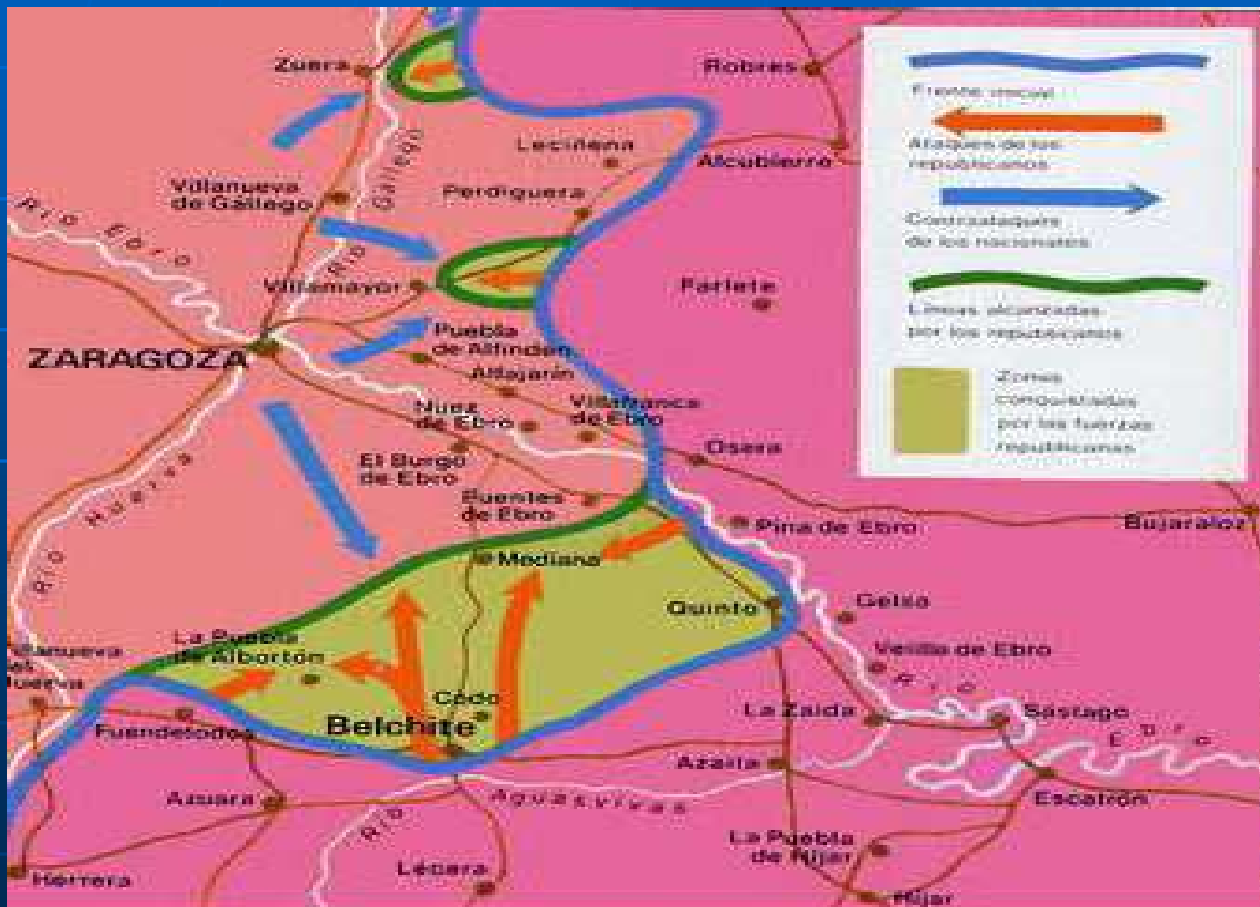 Zuera
Robres
Leciñena
Alcubierro
Perdiguera
Villanueva
de Gállego
Río Gállego
Río Ebro
Villamayor
Farlete
ZARAGOZA
Puebla
de Alfindén
Alfajarín
Nuez
de Ebro
Villafranca
de Ebro
Osera
El Burgo
de Ebro
Río Huerva
Fuentes
de Ebro
Pina de Ebro
Bujaraloz
Mediana
Quinto
Gelsa
La Puebla
de Albortón
Velilla de Ebro
Codo
Belchite
Fuendetodos
La Zaida
Sástago
Río Ebro
Azaila
Escatrón
Azuara
Río Aguasvivas
La Puebla
de Híjar
Lécera
Herrera
Híjar
Frente inicial
Ataques de los
republicanos
Contraataques
de los nacionales
Líneas alcanzadas
por los republicanos
Zonas
conquistadas
por las fuerzas
republicanas